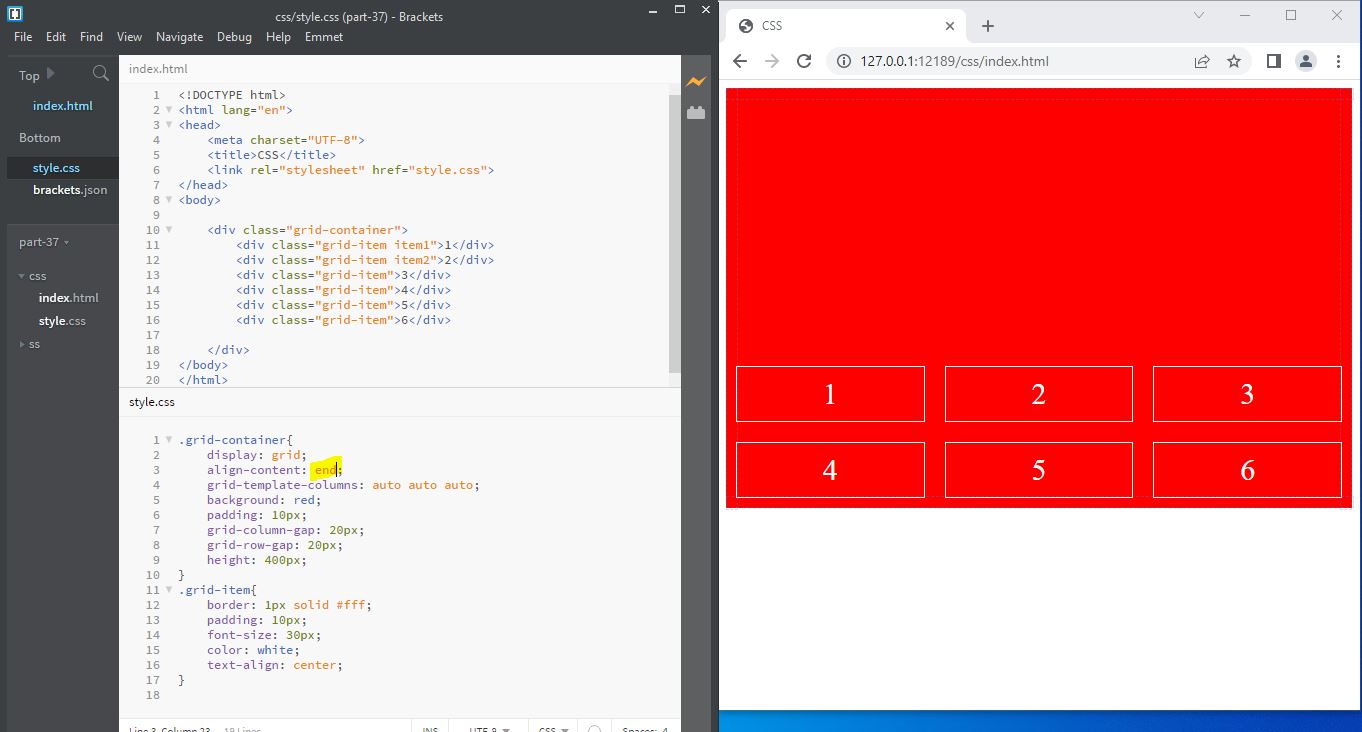 css/style.css (part-37) - Brackets
File Edit Find View Navigate Debug Help Emmet
Top
index.html
Bottom
style.css
brackets.json
part-37
css
index.html
style.css
ss
index.html
1 <!DOCTYPE html>
2 <html lang="en">
3 <head>
4 <meta charset="UTF-8">
5 <title>CSS</title>
6 <link rel="stylesheet" href="style.css">
7 </head>
8 <body>
9
10 <div class="grid-container">
11 <div class="grid-item item1">1</div>
12 <div class="grid-item item2">2</div>
13 <div class="grid-item">3</div>
14 <div class="grid-item">4</div>
15 <div class="grid-item">5</div>
16 <div class="grid-item">6</div>
17
18 </div>
19 </body>
20 </html>
style.css
1 .grid-container{
2 display: grid;
3 align-content: end;
4 grid-template-columns: auto auto auto;
5 background: red;
6 padding: 10px;
7 grid-column-gap: 20px;
8 grid-row-gap: 20px;
9 height: 400px;
10 }
11 .grid-item{
12 border: 1px solid #fff;
13 padding: 10px;
14 font-size: 30px;
15 color: white;
16 text-align: center;
17 }
18
Line 3, Column 23 — 19 Lines INS UTF-8 CSS Spaces: 4
CSS
127.0.0.1:12189/css/index.html
1 2 3
4 5 6